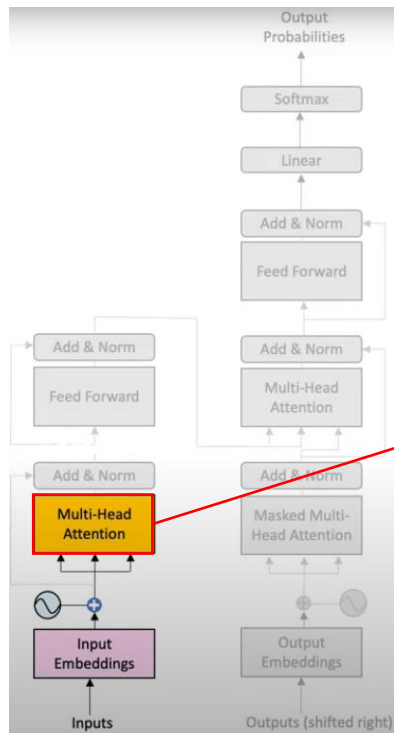 Output
Probabilities
Softmax
Linear
Add & Norm
Feed Forward
Add & Norm
Multi-Head
Attention
Add & Norm
Masked Multi-
Head Attention
Output
Embeddings
Outputs (shifted right)
Add & Norm
Feed Forward
Add & Norm
Multi-Head
Attention
Input
Embeddings
Inputs